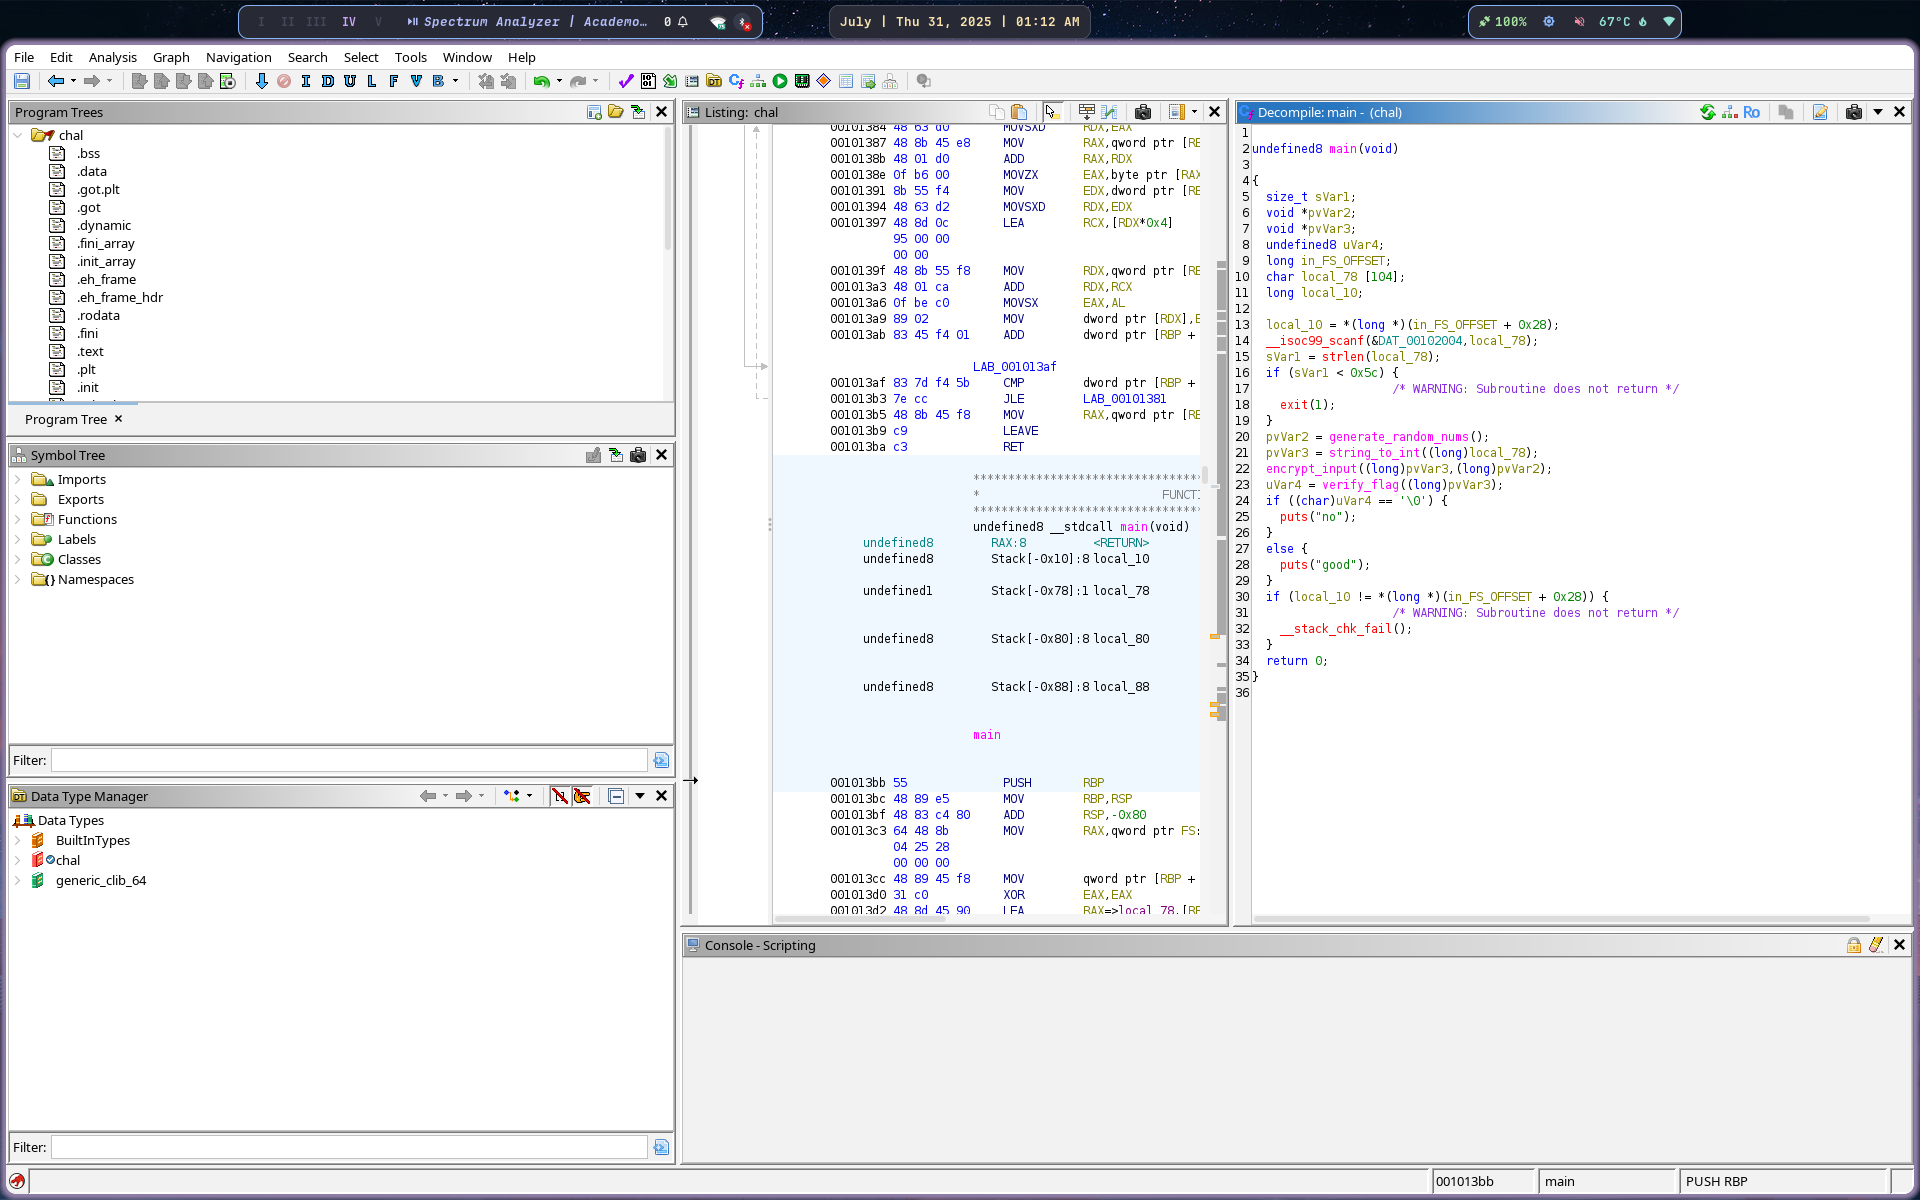 I II III IV V
Spectrum Analyzer | Academo… 0
July | Thu 31, 2025 | 01:12 AM
100% 67°C
File Edit Analysis Graph Navigation Search Select Tools Window Help
I D U L F V B
Program Trees
chal
.bss
.data
.got.plt
.got
.dynamic
.fini_array
.init_array
.eh_frame
.eh_frame_hdr
.rodata
.fini
.text
.plt
.init
Program Tree
Symbol Tree
Imports
Exports
Functions
Labels
Classes
Namespaces
Filter:
Data Type Manager
Data Types
BuiltInTypes
chal
generic_clib_64
Filter:
Listing: chal
00101384 48 63 d0 MOVSXD RDX,EAX
00101387 48 8b 45 e8 MOV RAX,qword ptr [RB
0010138b 48 01 d0 ADD RAX,RDX
0010138e 0f b6 00 MOVZX EAX,byte ptr [RAX
00101391 8b 55 f4 MOV EDX,dword ptr [RB
00101394 48 63 d2 MOVSXD RDX,EDX
00101397 48 8d 0c LEA RCX,[RDX*0x4]
95 00 00
00 00
0010139f 48 8b 55 f8 MOV RDX,qword ptr [RB
001013a3 48 01 ca ADD RDX,RCX
001013a6 0f be c0 MOVSX EAX,AL
001013a9 89 02 MOV dword ptr [RDX],E
001013ab 83 45 f4 01 ADD dword ptr [RBP +
LAB_001013af
001013af 83 7d f4 5b CMP dword ptr [RBP +
001013b3 7e cc JLE LAB_00101381
001013b5 48 8b 45 f8 MOV RAX,qword ptr [RB
001013b9 c9 LEAVE
001013ba c3 RET
*********************************
* FUNCTI
*********************************
undefined8 __stdcall main(void)
undefined8 RAX:8 <RETURN>
undefined8 Stack[-0x10]:8 local_10
undefined1 Stack[-0x78]:1 local_78
undefined8 Stack[-0x80]:8 local_80
undefined8 Stack[-0x88]:8 local_88
main
001013bb 55 PUSH RBP
001013bc 48 89 e5 MOV RBP,RSP
001013bf 48 83 c4 80 ADD RSP,-0x80
001013c3 64 48 8b MOV RAX,qword ptr FS:
04 25 28
00 00 00
001013cc 48 89 45 f8 MOV qword ptr [RBP +
001013d0 31 c0 XOR EAX,EAX
001013d2 48 8d 45 90 LEA RAX=>local_78,[RB
Decompile: main - (chal)
Ro
1
2 undefined8 main(void)
3
4 {
5 size_t sVar1;
6 void *pvVar2;
7 void *pvVar3;
8 undefined8 uVar4;
9 long in_FS_OFFSET;
10 char local_78 [104];
11 long local_10;
12
13 local_10 = *(long *)(in_FS_OFFSET + 0x28);
14 __isoc99_scanf(&DAT_00102004,local_78);
15 sVar1 = strlen(local_78);
16 if (sVar1 < 0x5c) {
17 /* WARNING: Subroutine does not return */
18 exit(1);
19 }
20 pvVar2 = generate_random_nums();
21 pvVar3 = string_to_int((long)local_78);
22 encrypt_input((long)pvVar3,(long)pvVar2);
23 uVar4 = verify_flag((long)pvVar3);
24 if ((char)uVar4 == '\0') {
25 puts("no");
26 }
27 else {
28 puts("good");
29 }
30 if (local_10 != *(long *)(in_FS_OFFSET + 0x28)) {
31 /* WARNING: Subroutine does not return */
32 __stack_chk_fail();
33 }
34 return 0;
35 }
36
Console - Scripting
001013bb main PUSH RBP